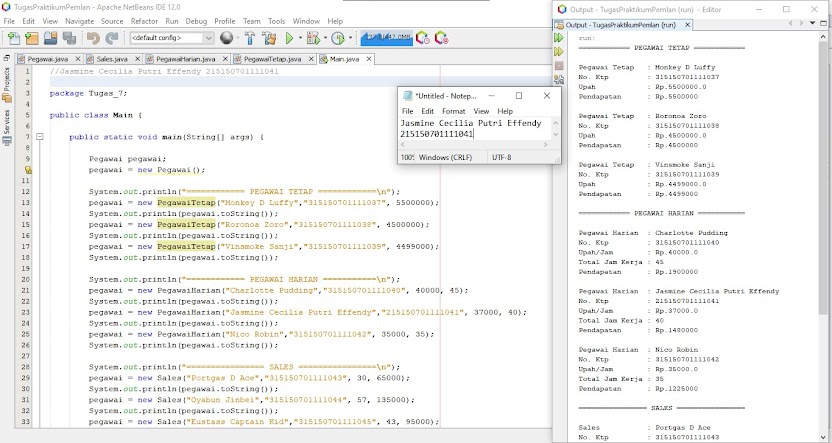 TugasPraktikumPemlan - Apache NetBeans IDE 12.0
File Edit View Navigate Source Refactor Run Debug Profile Team Tools Window Help
<default config>
Pegawai.java Sales.java PegawaiHarian.java PegawaiTetap.java Main.java
Projects
Services
1 //Jasmine Cecilia Putri Effendy 215150701111041
2
3 package Tugas_7;
4
5 public class Main {
6
7 public static void main(String[] args) {
8
9 Pegawai pegawai;
pegawai = new Pegawai();
11
12 System.out.println("============ PEGAWAI TETAP ============\n");
13 pegawai = new PegawaiTetap("Monkey D Luffy","315150701111037", 5500000);
14 System.out.println(pegawai.toString());
15 pegawai = new PegawaiTetap("Roronoa Zoro","315150701111038", 4500000);
16 System.out.println(pegawai.toString());
17 pegawai = new PegawaiTetap("Vinsmoke Sanji","315150701111039", 4499000);
18 System.out.println(pegawai.toString());
19
20 System.out.println("============ PEGAWAI HARIAN ===========\n");
21 pegawai = new PegawaiHarian("Charlotte Pudding","315150701111040", 40000, 45);
22 System.out.println(pegawai.toString());
23 pegawai = new PegawaiHarian("Jasmine Cecilia Putri Effendy","215150701111041", 37000, 40);
24 System.out.println(pegawai.toString());
25 pegawai = new PegawaiHarian("Nico Robin","315150701111042", 35000, 35);
26 System.out.println(pegawai.toString());
27
28 System.out.println("================ SALES ================\n");
29 pegawai = new Sales("Portgas D Ace","315150701111043", 30, 65000);
30 System.out.println(pegawai.toString());
31 pegawai = new Sales("Oyabun Jinbei","315150701111044", 57, 135000);
32 System.out.println(pegawai.toString());
33 pegawai = new Sales("Eustass Captain Kid","315150701111045", 43, 95000);
*Untitled - Notep...
File Edit Format View Help
Jasmine Cecilia Putri Effendy
215150701111041
100% Windows (CRLF) UTF-8
Output - TugasPraktikumPemlan (run) - Editor
Output - TugasPraktikumPemlan (run)
run:
============ PEGAWAI TETAP ============
Pegawai Tetap : Monkey D Luffy
No. Ktp : 315150701111037
Upah : Rp.5500000.0
Pendapatan : Rp.5500000
Pegawai Tetap : Roronoa Zoro
No. Ktp : 315150701111038
Upah : Rp.4500000.0
Pendapatan : Rp.4500000
Pegawai Tetap : Vinsmoke Sanji
No. Ktp : 315150701111039
Upah : Rp.4499000.0
Pendapatan : Rp.4499000
============ PEGAWAI HARIAN ===========
Pegawai Harian : Charlotte Pudding
No. Ktp : 315150701111040
Upah/Jam : Rp.40000.0
Total Jam Kerja : 45
Pendapatan : Rp.1900000
Pegawai Harian : Jasmine Cecilia Putri Effendy
No. Ktp : 215150701111041
Upah/Jam : Rp.37000.0
Total Jam Kerja : 40
Pendapatan : Rp.1480000
Pegawai Harian : Nico Robin
No. Ktp : 315150701111042
Upah/Jam : Rp.35000.0
Total Jam Kerja : 35
Pendapatan : Rp.1225000
================ SALES ================
Sales : Portgas D Ace
No. Ktp : 315150701111043